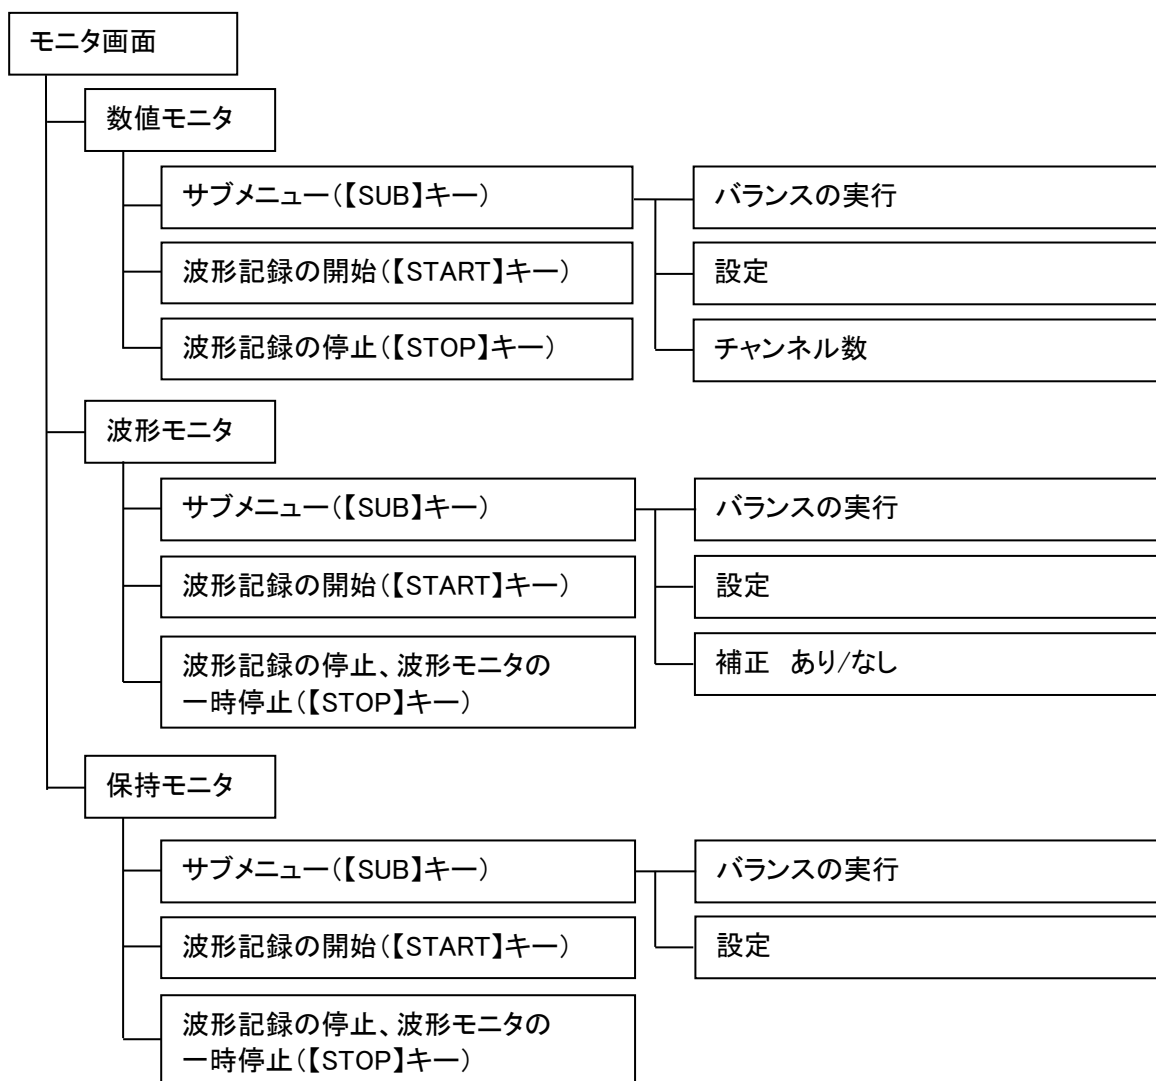 モニタ画面
数値モニタ
サブメニュー(【SUB】キー)
バランスの実行
波形記録の開始(【START】キー)
設定
波形記録の停止(【STOP】キー)
チャンネル数
波形モニタ
サブメニュー(【SUB】キー)
バランスの実行
波形記録の開始(【START】キー)
設定
波形記録の停止、波形モニタの
一時停止(【STOP】キー)
補正 あり/なし
保持モニタ
サブメニュー(【SUB】キー)
バランスの実行
波形記録の開始(【START】キー)
設定
波形記録の停止、波形モニタの
一時停止(【STOP】キー)